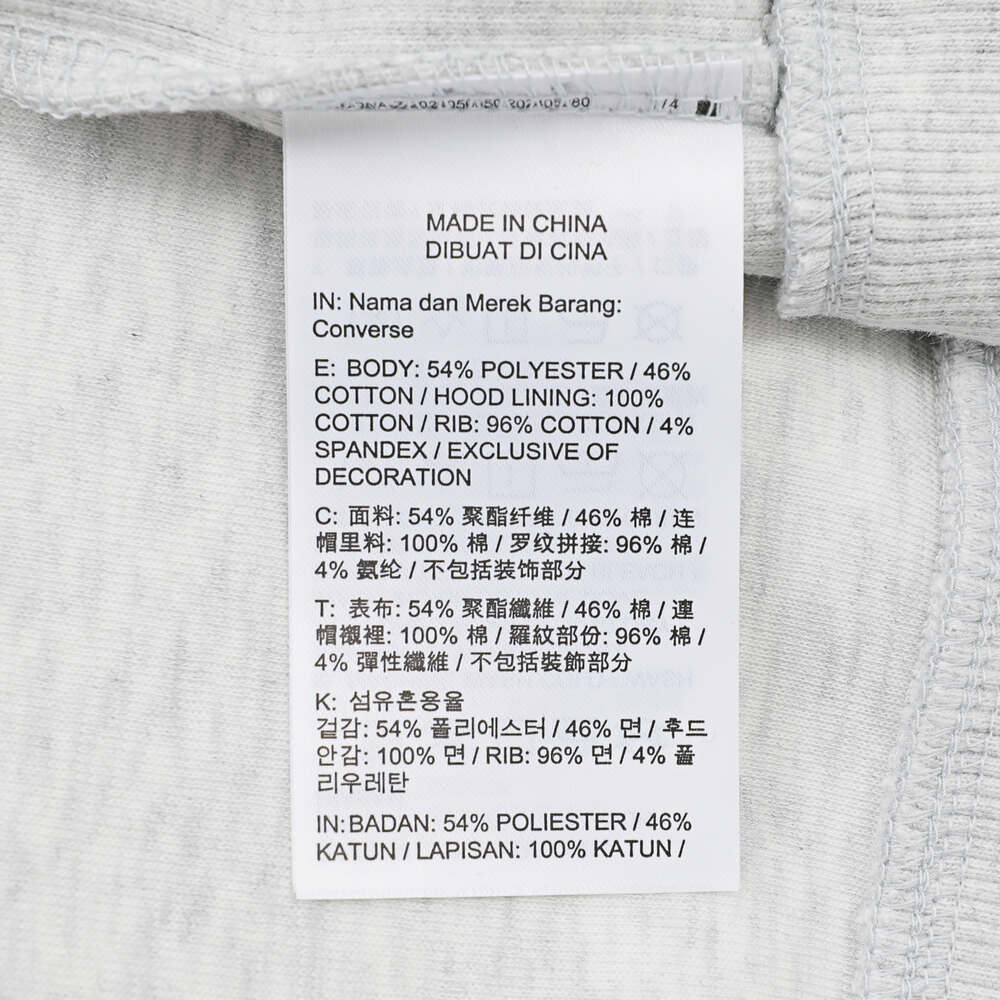 /4
MADE IN CHINA
DIBUAT DI CINA
IN: Nama dan Merek Barang:
Converse
E: BODY: 54% POLYESTER / 46%
COTTON / HOOD LINING: 100%
COTTON / RIB: 96% COTTON / 4%
SPANDEX / EXCLUSIVE OF
DECORATION
C: 面料: 54% 聚酯纤维 / 46% 棉 / 连
帽里料: 100% 棉 / 罗纹拼接: 96% 棉 /
4% 氨纶 / 不包括装饰部分
T: 表布: 54% 聚酯纖維 / 46% 棉 / 連
帽襯裡: 100% 棉 / 羅紋部份: 96% 棉 /
4% 彈性纖維 / 不包括裝飾部分
K: 섬유혼용율
겉감: 54% 폴리에스터 / 46% 면 / 후드
안감: 100% 면 / RIB: 96% 면 / 4% 폴
리우레탄
IN:BADAN: 54% POLIESTER / 46%
KATUN / LAPISAN: 100% KATUN /